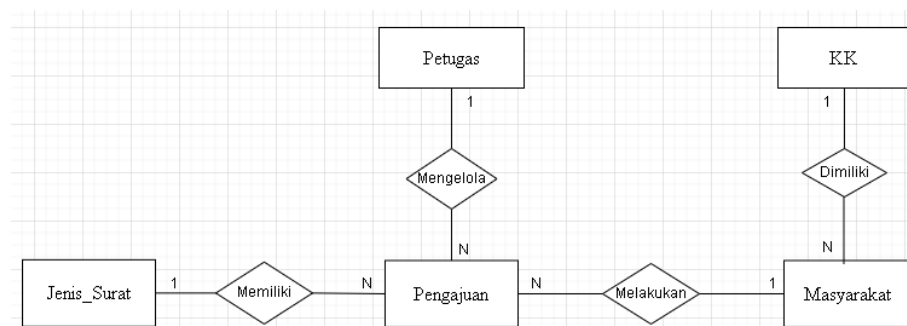 Petugas
KK
1
1
Mengelola
Dimiliki
N
N
Jenis_Surat
1
Memiliki
N
Pengajuan
N
Melakukan
1
Masyarakat